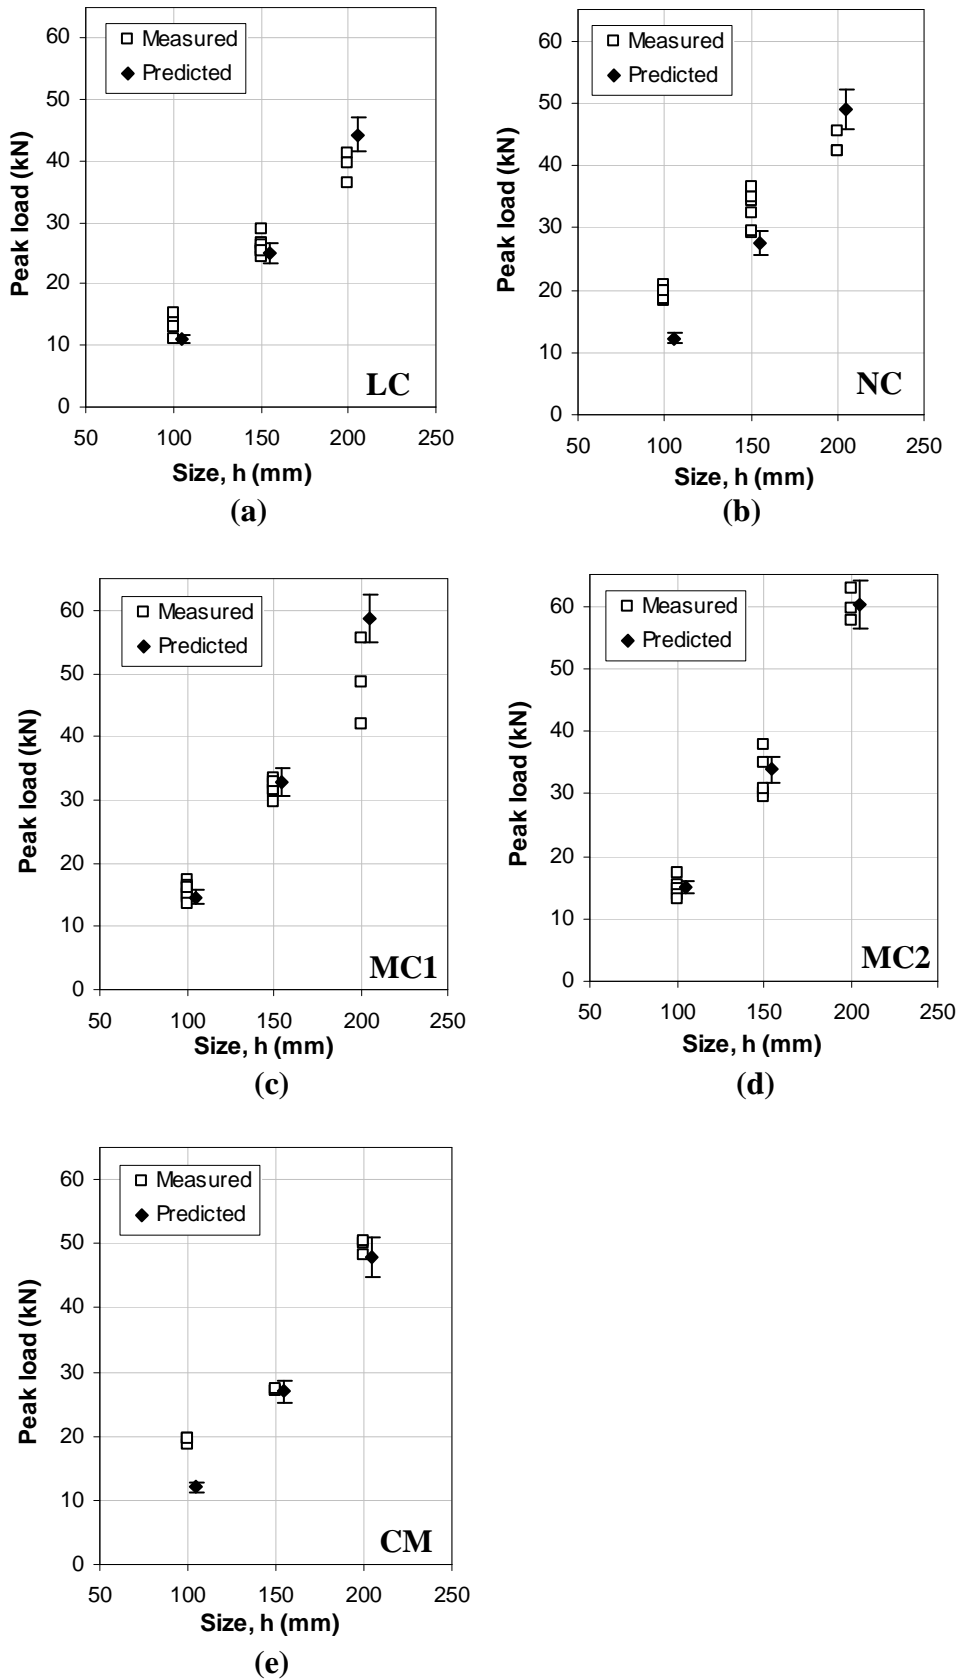 Peak load (kN)
60
50
40
30
20
10
0
Measured
Predicted
LC
50 100 150 200 250
Size, h (mm)
(a)
Peak load (kN)
60
50
40
30
20
10
0
Measured
Predicted
NC
50 100 150 200 250
Size, h (mm)
(b)
Peak load (kN)
60
50
40
30
20
10
0
Measured
Predicted
MC1
50 100 150 200 250
Size, h (mm)
(c)
Peak load (kN)
60
50
40
30
20
10
0
Measured
Predicted
MC2
50 100 150 200 250
Size, h (mm)
(d)
Peak load (kN)
60
50
40
30
20
10
0
Measured
Predicted
CM
50 100 150 200 250
Size, h (mm)
(e)